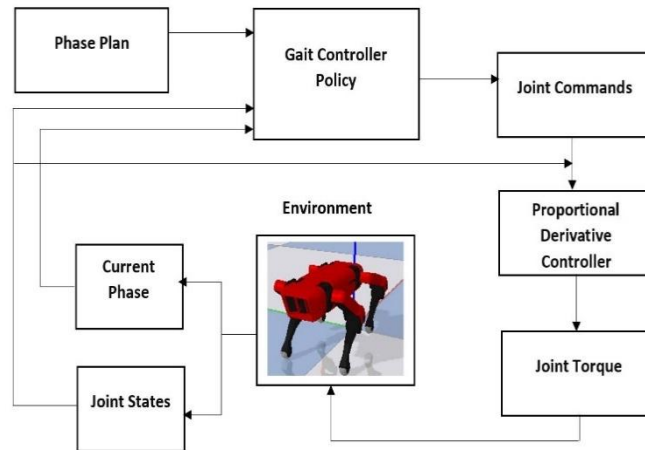 Phase Plan
Gait Controller
Policy
Joint Commands
Environment
Proportional
Derivative
Controller
Current
Phase
Joint States
Joint Torque